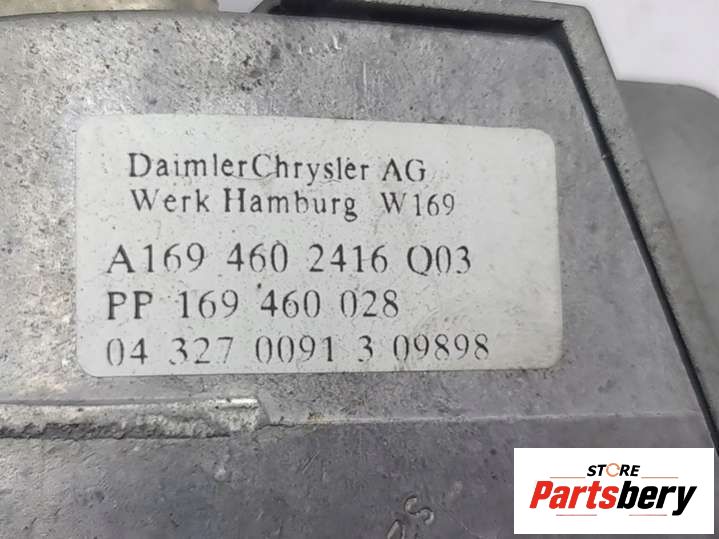 DaimlerChrysler AG
Werk Hamburg W169
A169 460 2416 Q03
PP 169 460 028
04 327 0091 3 09898
STORE
Partsbery